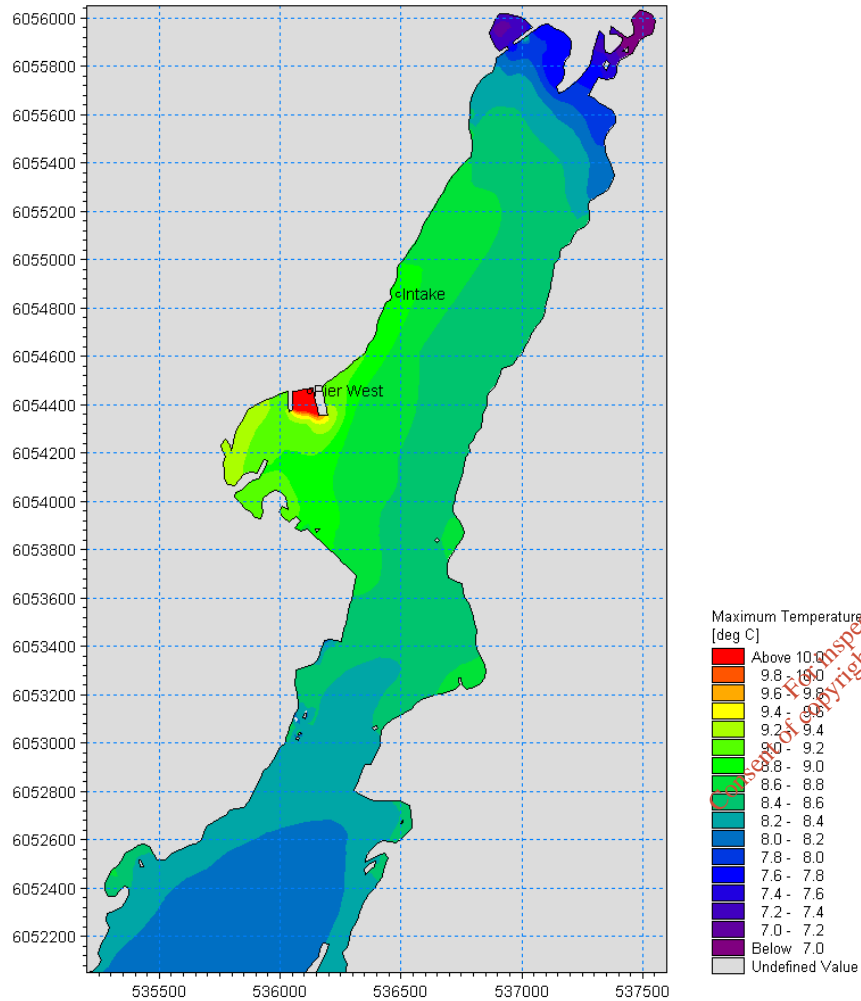 6056000
6055800
6055600
6055400
6055200
6055000
6054800
Intake
6054600
6054400
Pier West
6054200
6054000
6053800
6053600
6053400
6053200
6053000
6052800
6052600
6052400
6052200
535500 536000 536500 537000 537500
Maximum Temperature
[deg C]
Above 10.0
9.8 - 10.0
9.6 - 9.8
9.4 - 9.6
9.2 - 9.4
9.0 - 9.2
8.8 - 9.0
8.6 - 8.8
8.4 - 8.6
8.2 - 8.4
8.0 - 8.2
7.8 - 8.0
7.6 - 7.8
7.4 - 7.6
7.2 - 7.4
7.0 - 7.2
Below 7.0
Undefined Value
For inspe
Consent of copyrigh